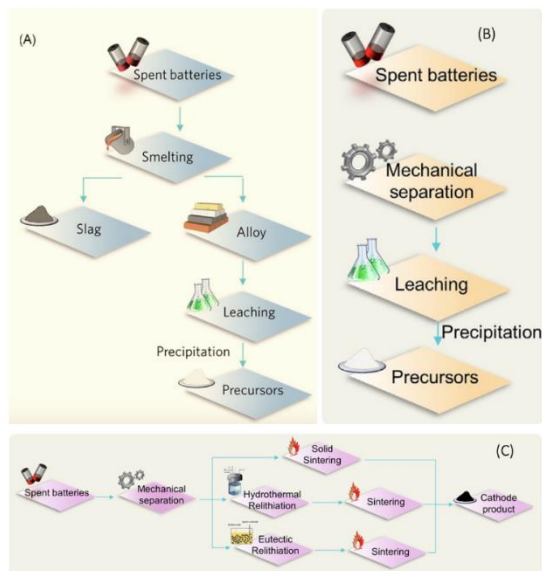 (A)
Spent batteries
Smelting
Slag
Alloy
Leaching
Precipitation
Precursors
(B)
Spent batteries
Mechanical
separation
Leaching
Precipitation
Precursors
(C)
Spent batteries
Mechanical
separation
Solid
Sintering
Hydrothermal
Relithiation
Sintering
Eutectic
Relithiation
Sintering
Cathode
product